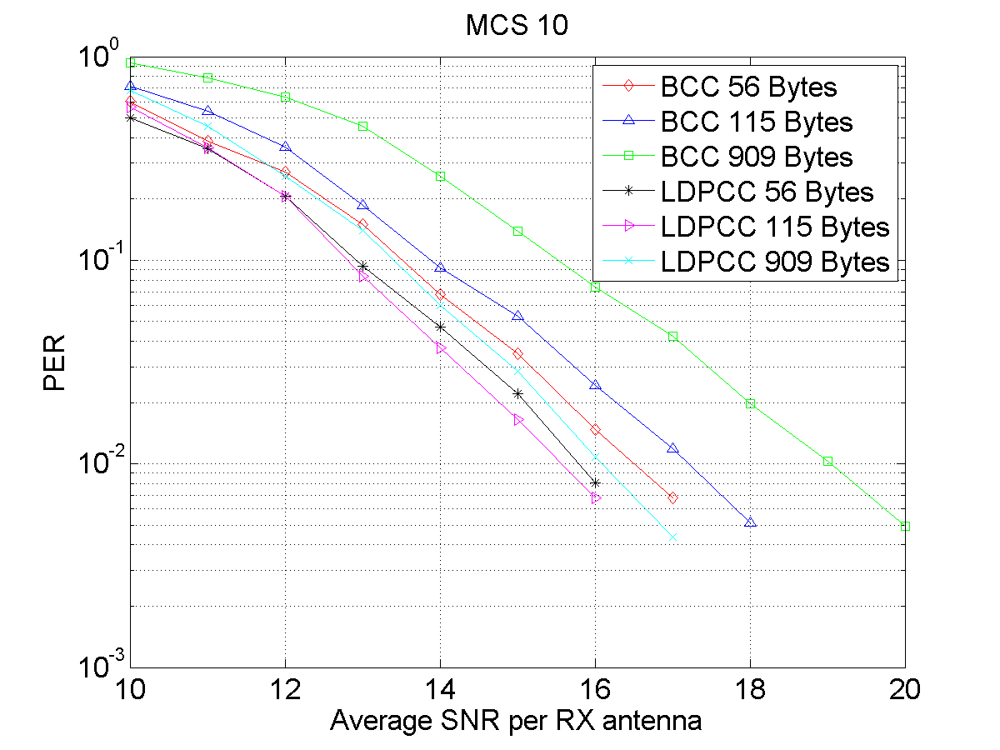 MCS 10
10^0
10^-1
10^-2
10^-3
PER
BCC 56 Bytes
BCC 115 Bytes
BCC 909 Bytes
LDPCC 56 Bytes
LDPCC 115 Bytes
LDPCC 909 Bytes
10 12 14 16 18 20
Average SNR per RX antenna